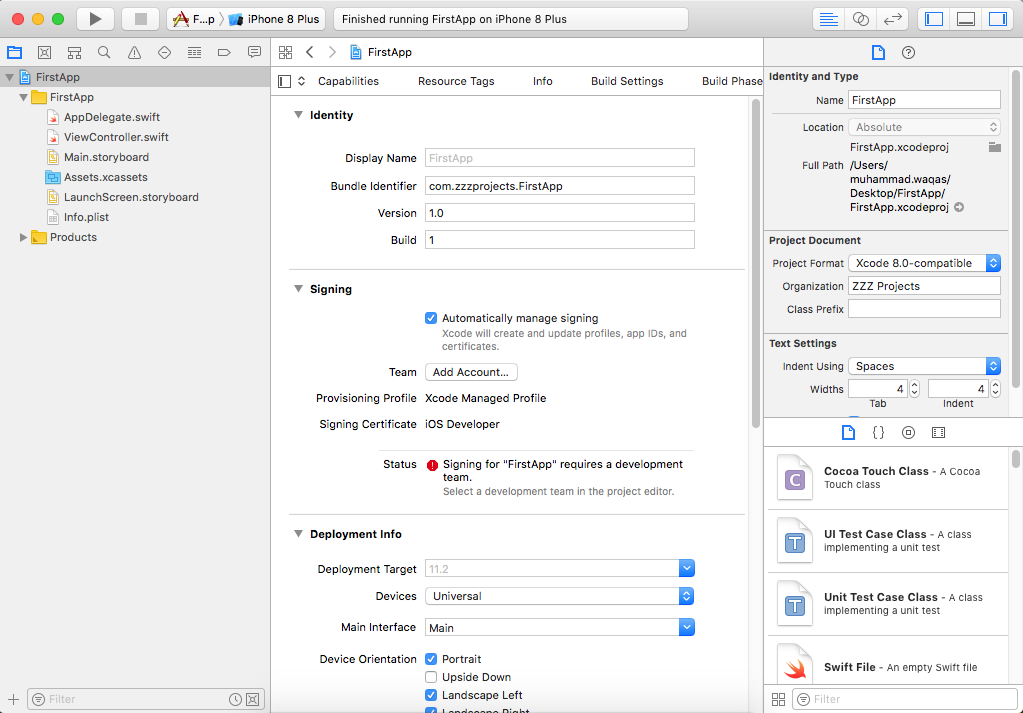 F...p
iPhone 8 Plus
Finished running FirstApp on iPhone 8 Plus
FirstApp
FirstApp
AppDelegate.swift
ViewController.swift
Main.storyboard
Assets.xcassets
LaunchScreen.storyboard
Info.plist
Products
Filter
FirstApp
Capabilities
Resource Tags
Info
Build Settings
Build Phase
Identity
Display Name FirstApp
Bundle Identifier com.zzzprojects.FirstApp
Version 1.0
Build 1
Signing
Automatically manage signing
Xcode will create and update profiles, app IDs, and
certificates.
Team Add Account...
Provisioning Profile Xcode Managed Profile
Signing Certificate iOS Developer
Status Signing for "FirstApp" requires a development
team.
Select a development team in the project editor.
Deployment Info
Deployment Target 11.2
Devices Universal
Main Interface Main
Device Orientation Portrait
Upside Down
Landscape Left
Landscape Right
Identity and Type
Name FirstApp
Location Absolute
FirstApp.xcodeproj
Full Path /Users/
muhammad.waqas/
Desktop/FirstApp/
FirstApp.xcodeproj
Project Document
Project Format Xcode 8.0-compatible
Organization ZZZ Projects
Class Prefix
Text Settings
Indent Using Spaces
Widths 4 4
Tab Indent
{ }
C Cocoa Touch Class - A Cocoa
Touch class
T UI Test Case Class - A class
implementing a unit test
T Unit Test Case Class - A class
implementing a unit test
Swift File - An empty Swift file
Filter